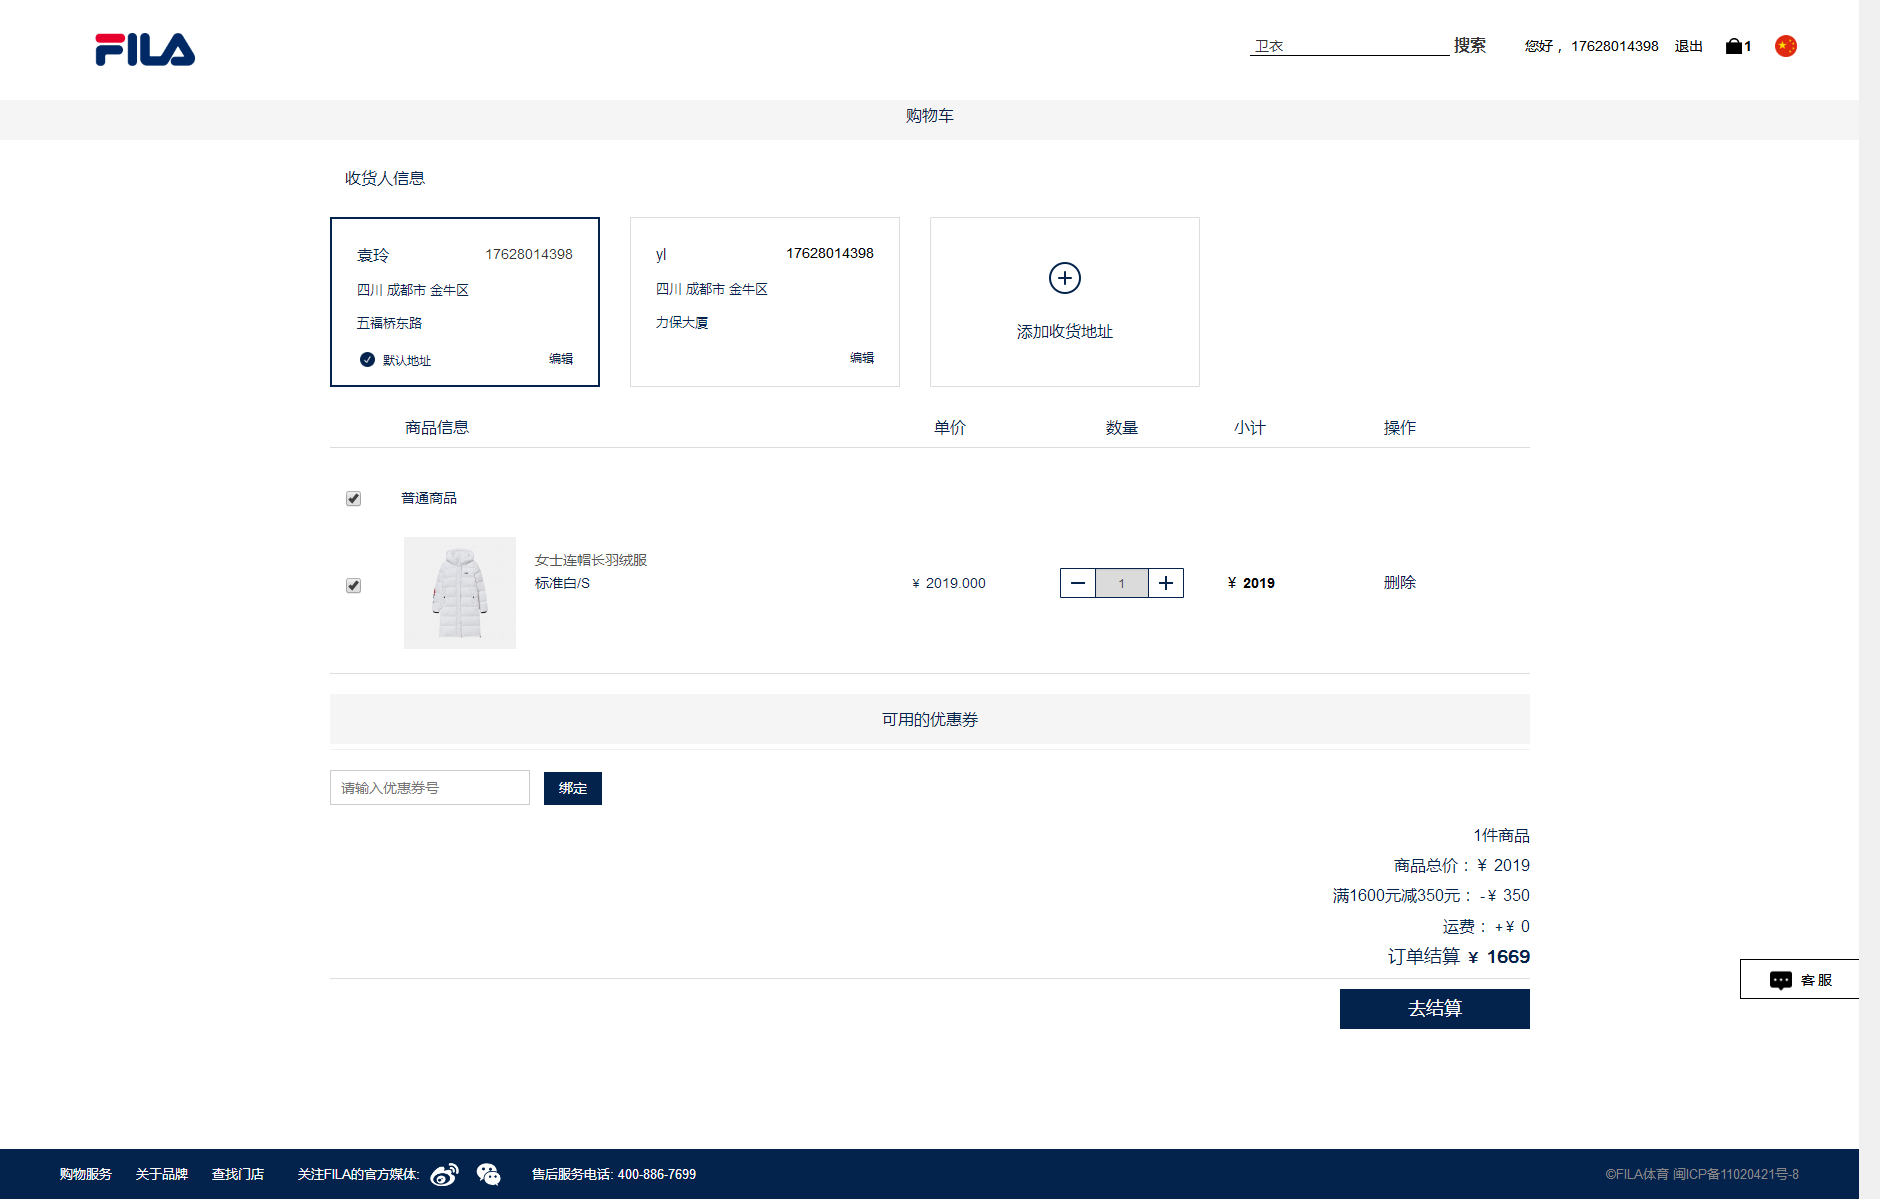 FILA
卫衣 搜索 您好， 17628014398 退出 1
购物车
收货人信息
袁玲 17628014398
四川 成都市 金牛区
五福桥东路
默认地址 编辑
yl 17628014398
四川 成都市 金牛区
力保大厦
编辑
添加收货地址
商品信息 单价 数量 小计 操作
普通商品
女士连帽长羽绒服
标准白/S
¥ 2019.000 1 ¥ 2019 删除
可用的优惠券
请输入优惠券号 绑定
1件商品
商品总价：¥ 2019
满1600元减350元：-¥ 350
运费：+¥ 0
订单结算 ¥ 1669
客服
去结算
购物服务 关于品牌 查找门店 关注FILA的官方媒体: 售后服务电话: 400-886-7699 ©FILA体育 闽ICP备11020421号-8